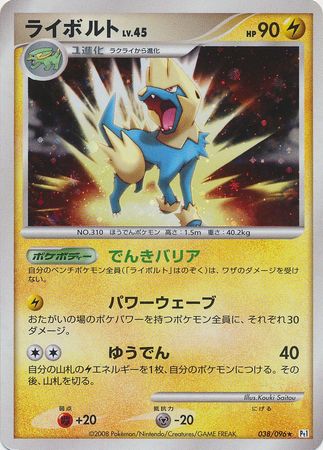 ライボルト LV.45
HP 90
1進化 ラクライから進化
NO.310 ほうでんポケモン 高さ:1.5m 重さ:40.2kg
ポケボディー でんきバリア
自分のベンチポケモン全員(「ライボルト」はのぞく)は、ワザのダメージを受け
ない。
パワーウェーブ
おたがいの場のポケパワーを持つポケモン全員に、それぞれ30
ダメージ。
ゆうでん 40
自分の山札のエネルギーを1枚、自分のポケモンにつける。そ
の後、山札を切る。
弱点 +20 抵抗力 -20 にげる
Illus.Kouki Saitou
©2008 Pokémon/Nintendo/Creatures/GAME FREAK.
038/096★ Pt1